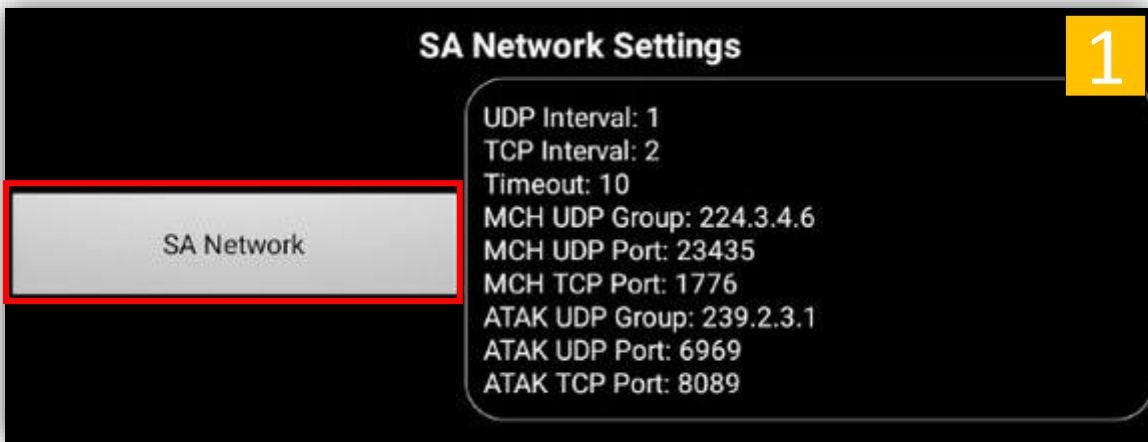 SA Network Settings
1
UDP Interval: 1
TCP Interval: 2
Timeout: 10
MCH UDP Group: 224.3.4.6
MCH UDP Port: 23435
MCH TCP Port: 1776
ATAK UDP Group: 239.2.3.1
ATAK UDP Port: 6969
ATAK TCP Port: 8089
SA Network